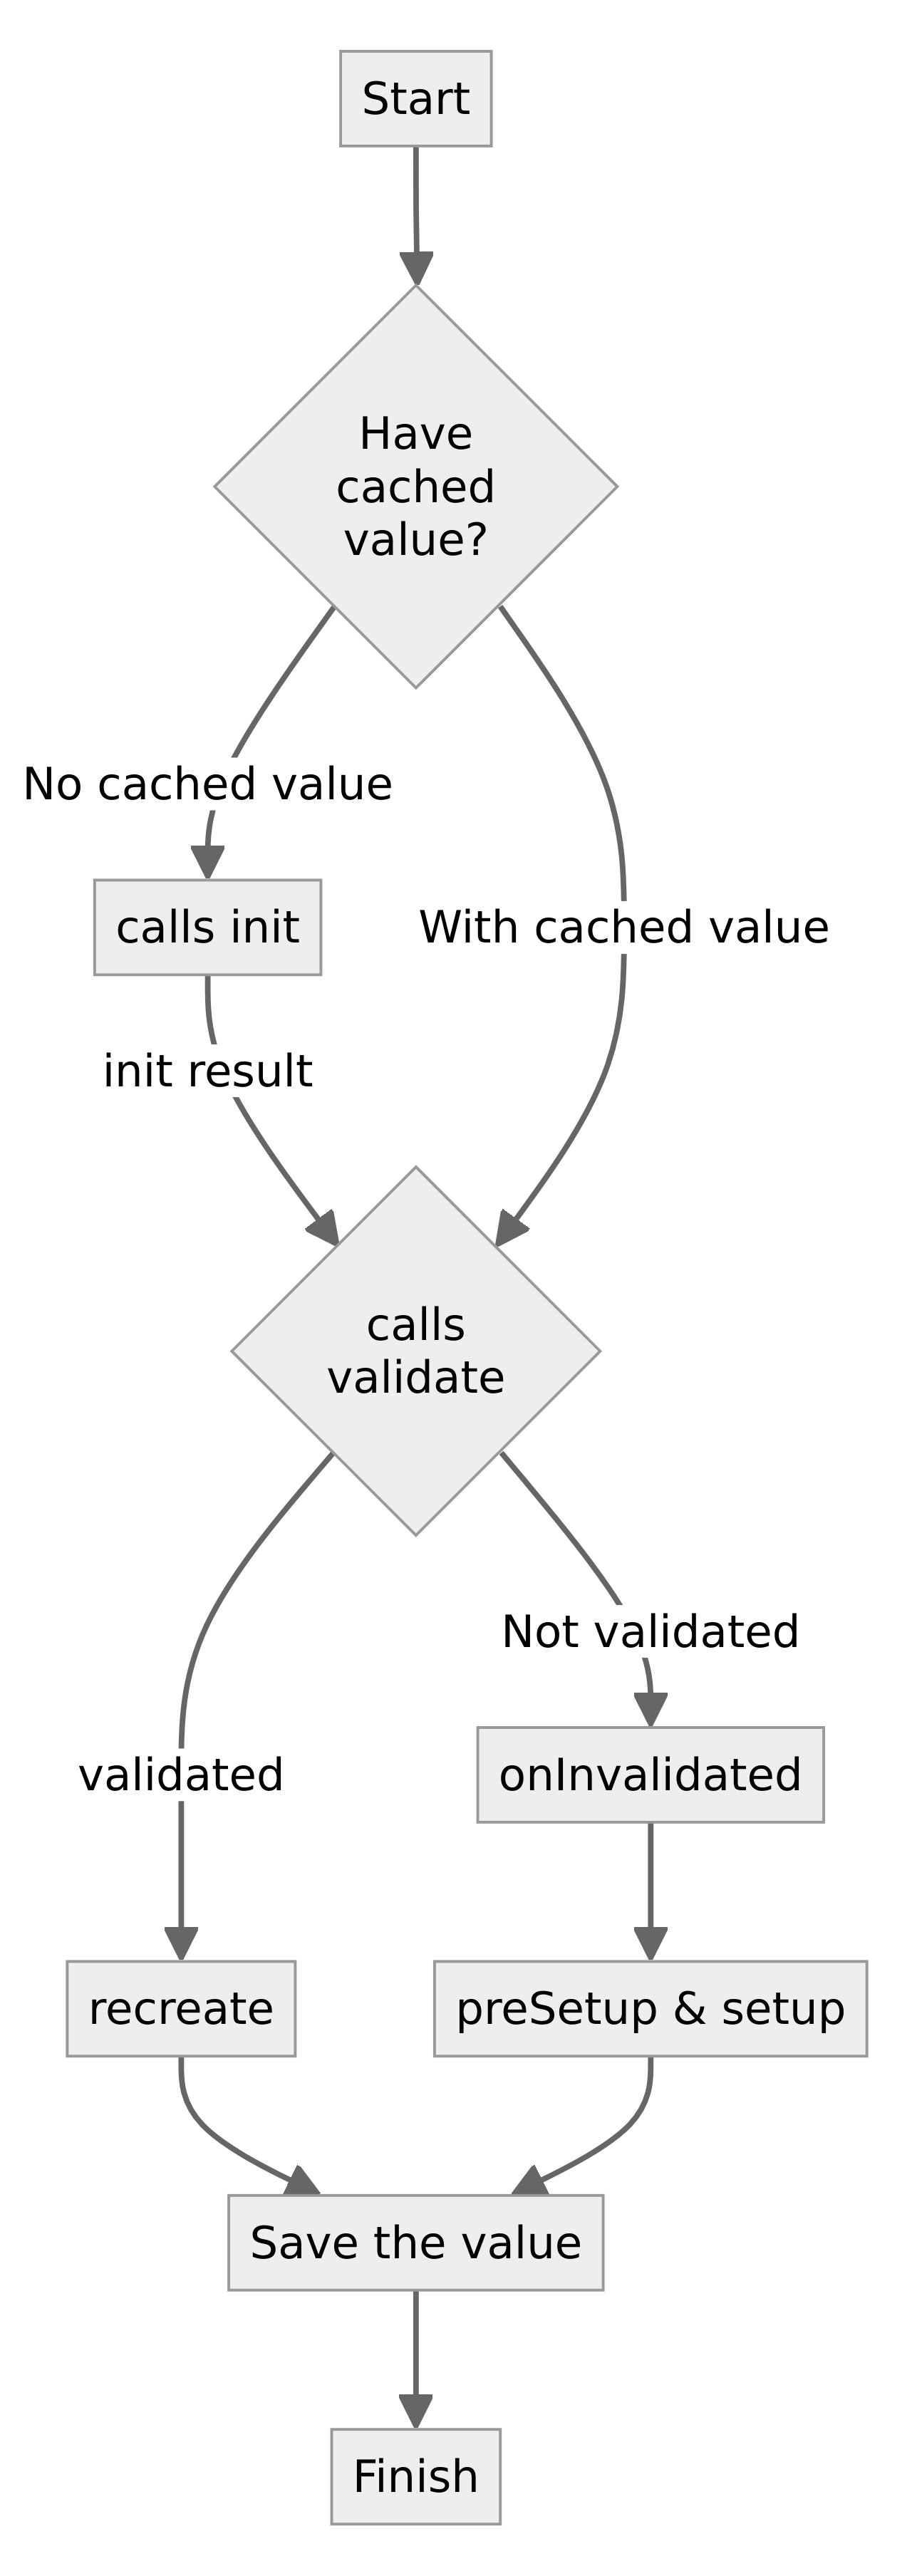 Start
Have
cached
value?
No cached value
calls init
With cached value
init result
calls
validate
Not validated
validated
onInvalidated
recreate
preSetup & setup
Save the value
Finish